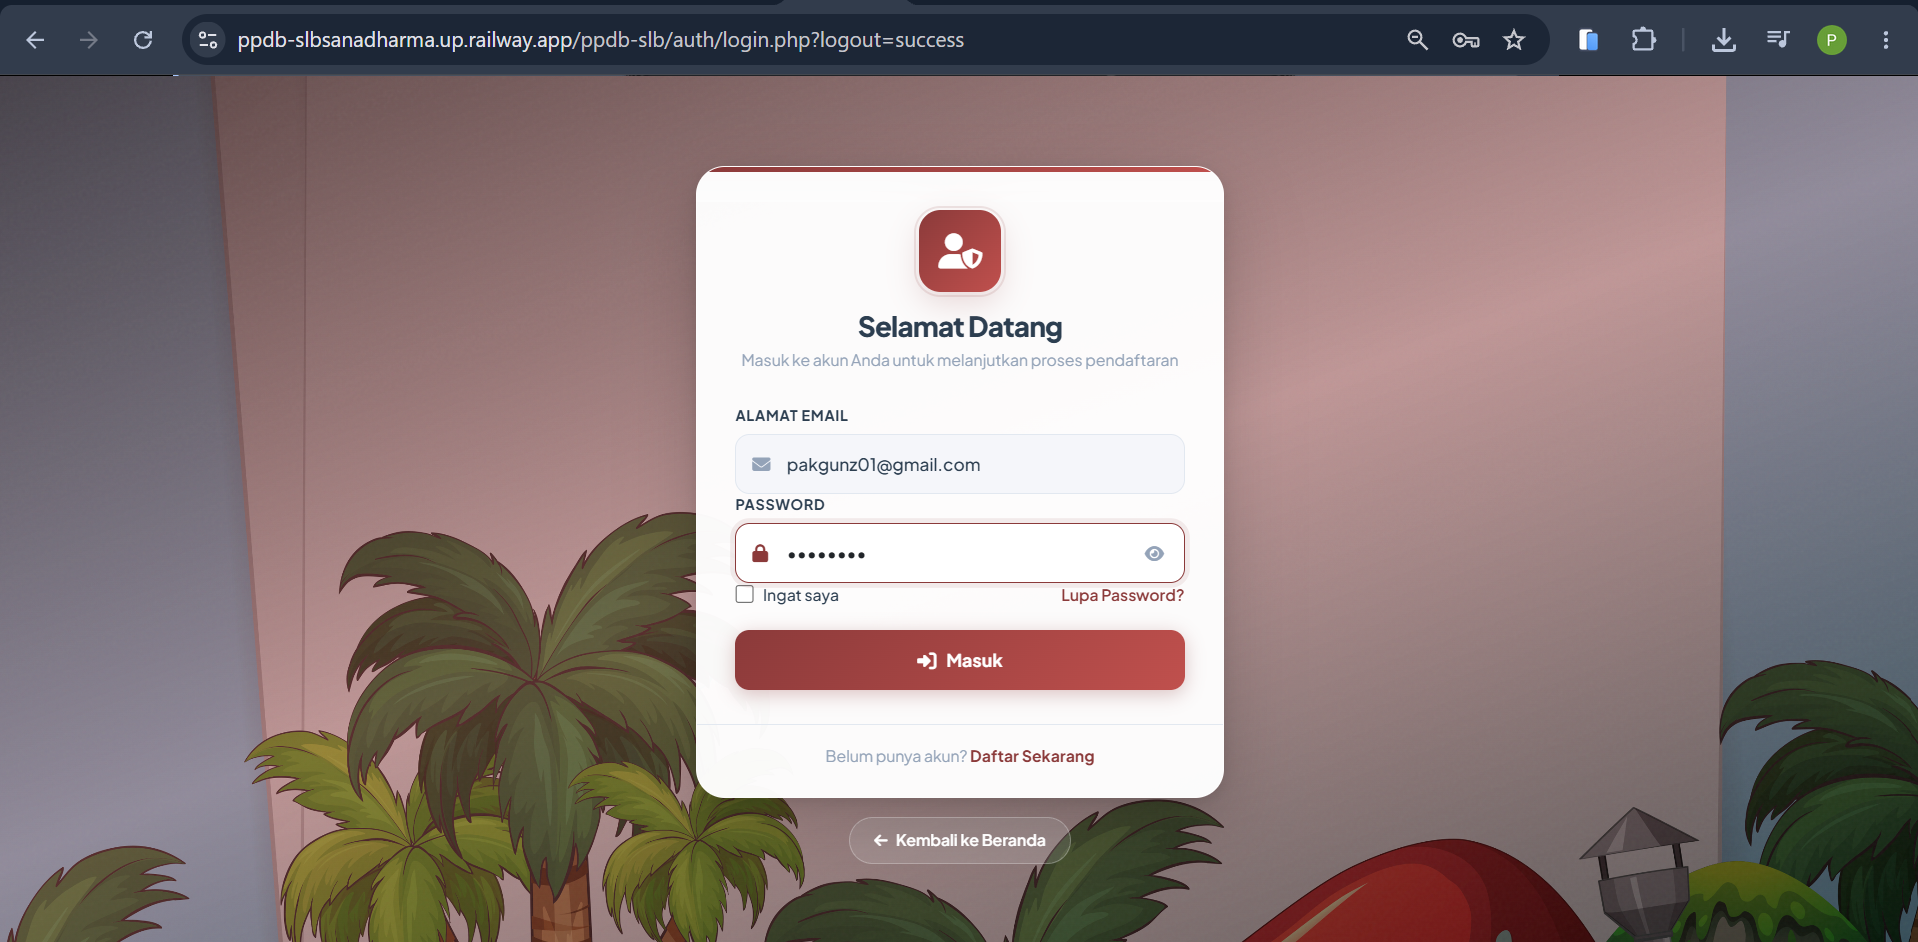 ppdb-slbsanadharma.up.railway.app/ppdb-slb/auth/login.php?logout=success
P
Selamat Datang
Masuk ke akun Anda untuk melanjutkan proses pendaftaran
ALAMAT EMAIL
pakgunz01@gmail.com
PASSWORD
••••••••
Ingat saya
Lupa Password?
Masuk
Belum punya akun? Daftar Sekarang
Kembali ke Beranda